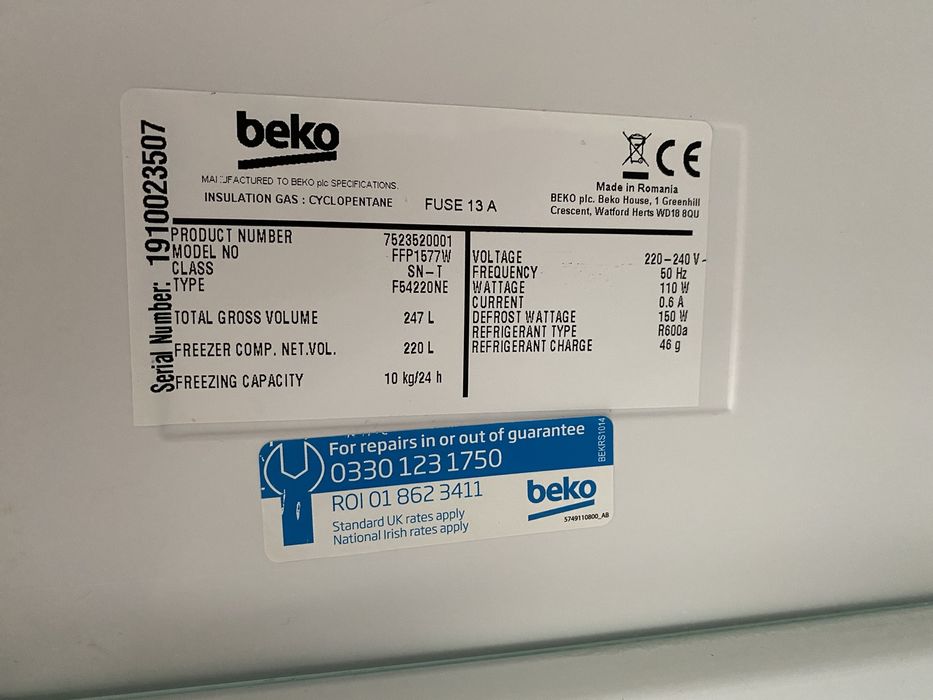 beko
MANUFACTURED TO BEKO plc SPECIFICATIONS.
INSULATION GAS : CYCLOPENTANE
FUSE 13 A
CE
Made in Romania
BEKO plc. Beko House, 1 Greenhill
Crescent, Watford Herts WD18 8QU
Serial Number: 1910023507
PRODUCT NUMBER 7523520001
MODEL NO FFP1577W
CLASS SN-T
TYPE F54220NE
TOTAL GROSS VOLUME 247 L
FREEZER COMP. NET.VOL. 220 L
FREEZING CAPACITY 10 kg/24 h
VOLTAGE 220-240 V~
FREQUENCY 50 Hz
WATTAGE 110 W
CURRENT 0.6 A
DEFROST WATTAGE 150 W
REFRIGERANT TYPE R600a
REFRIGERANT CHARGE 46 g
For repairs in or out of guarantee
0330 123 1750
ROI 01 862 3411
Standard UK rates apply
National Irish rates apply
beko
5749110800_AB
BEKRS1014